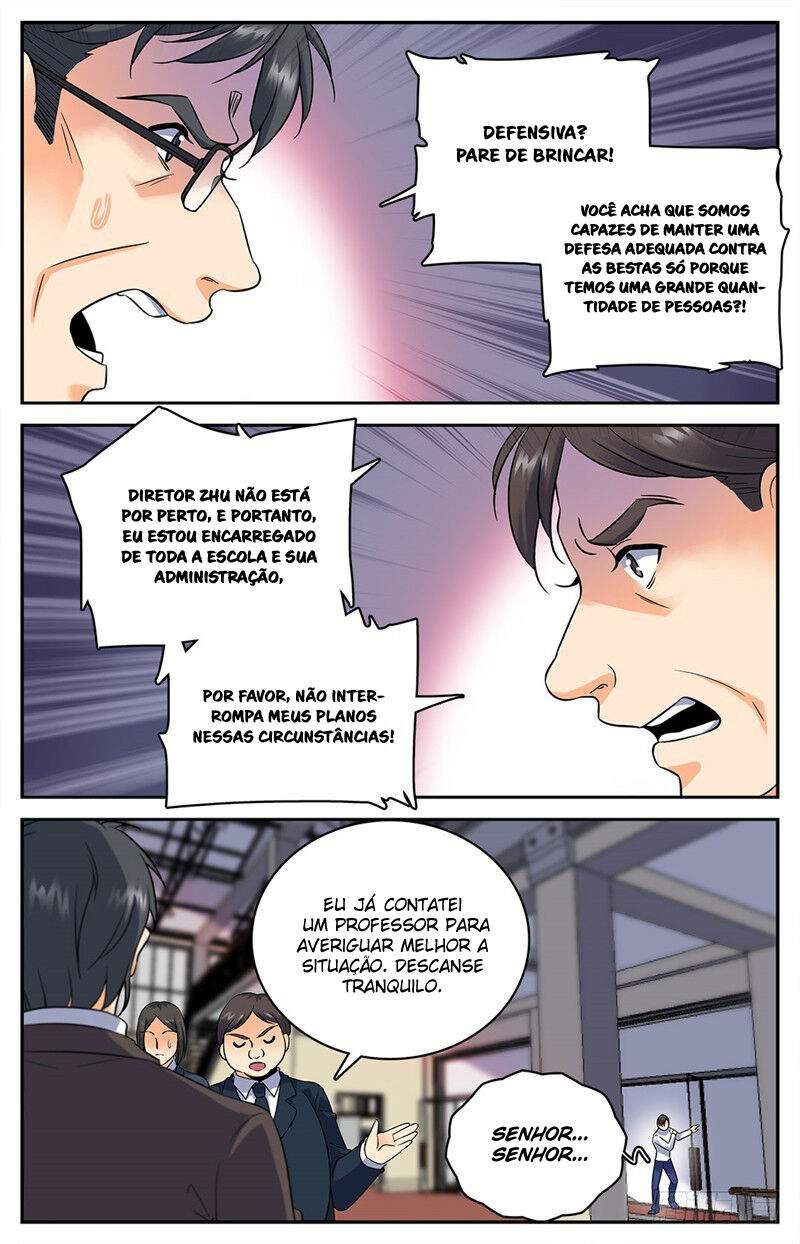 DEFENSIVA?
PARE DE BRINCAR!
VOCÊ ACHA QUE SOMOS
CAPAZES DE MANTER UMA
DEFESA ADEQUADA CONTRA
AS BESTAS SÓ PORQUE
TEMOS UMA GRANDE QUAN-
TIDADE DE PESSOAS?!
DIRETOR ZHU NÃO ESTÁ
POR PERTO, E PORTANTO,
EU ESTOU ENCARREGADO
DE TODA A ESCOLA E SUA
ADMINISTRAÇÃO,
POR FAVOR, NÃO INTER-
ROMPA MEUS PLANOS
NESSAS CIRCUNSTÂNCIAS!
EU JÁ CONTATEI
UM PROFESSOR PARA
AVERIGUAR MELHOR A
SITUAÇÃO. DESCANSE
TRANQUILO.
SENHOR...
SENHOR...